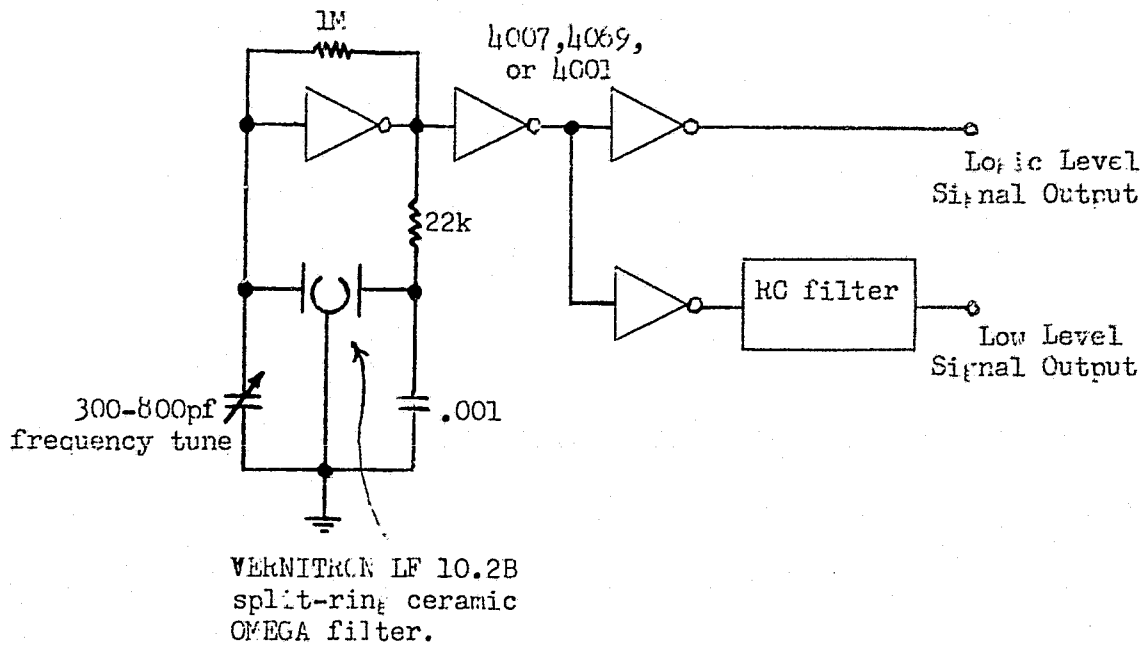 1M
4007,4069,
or 4001
Logic Level
Signal Output
22k
RC filter
Low Level
Signal Output
300-800pf
frequency tune
.001
VERNITRON LF 10.2B
split-ring ceramic
OMEGA filter.